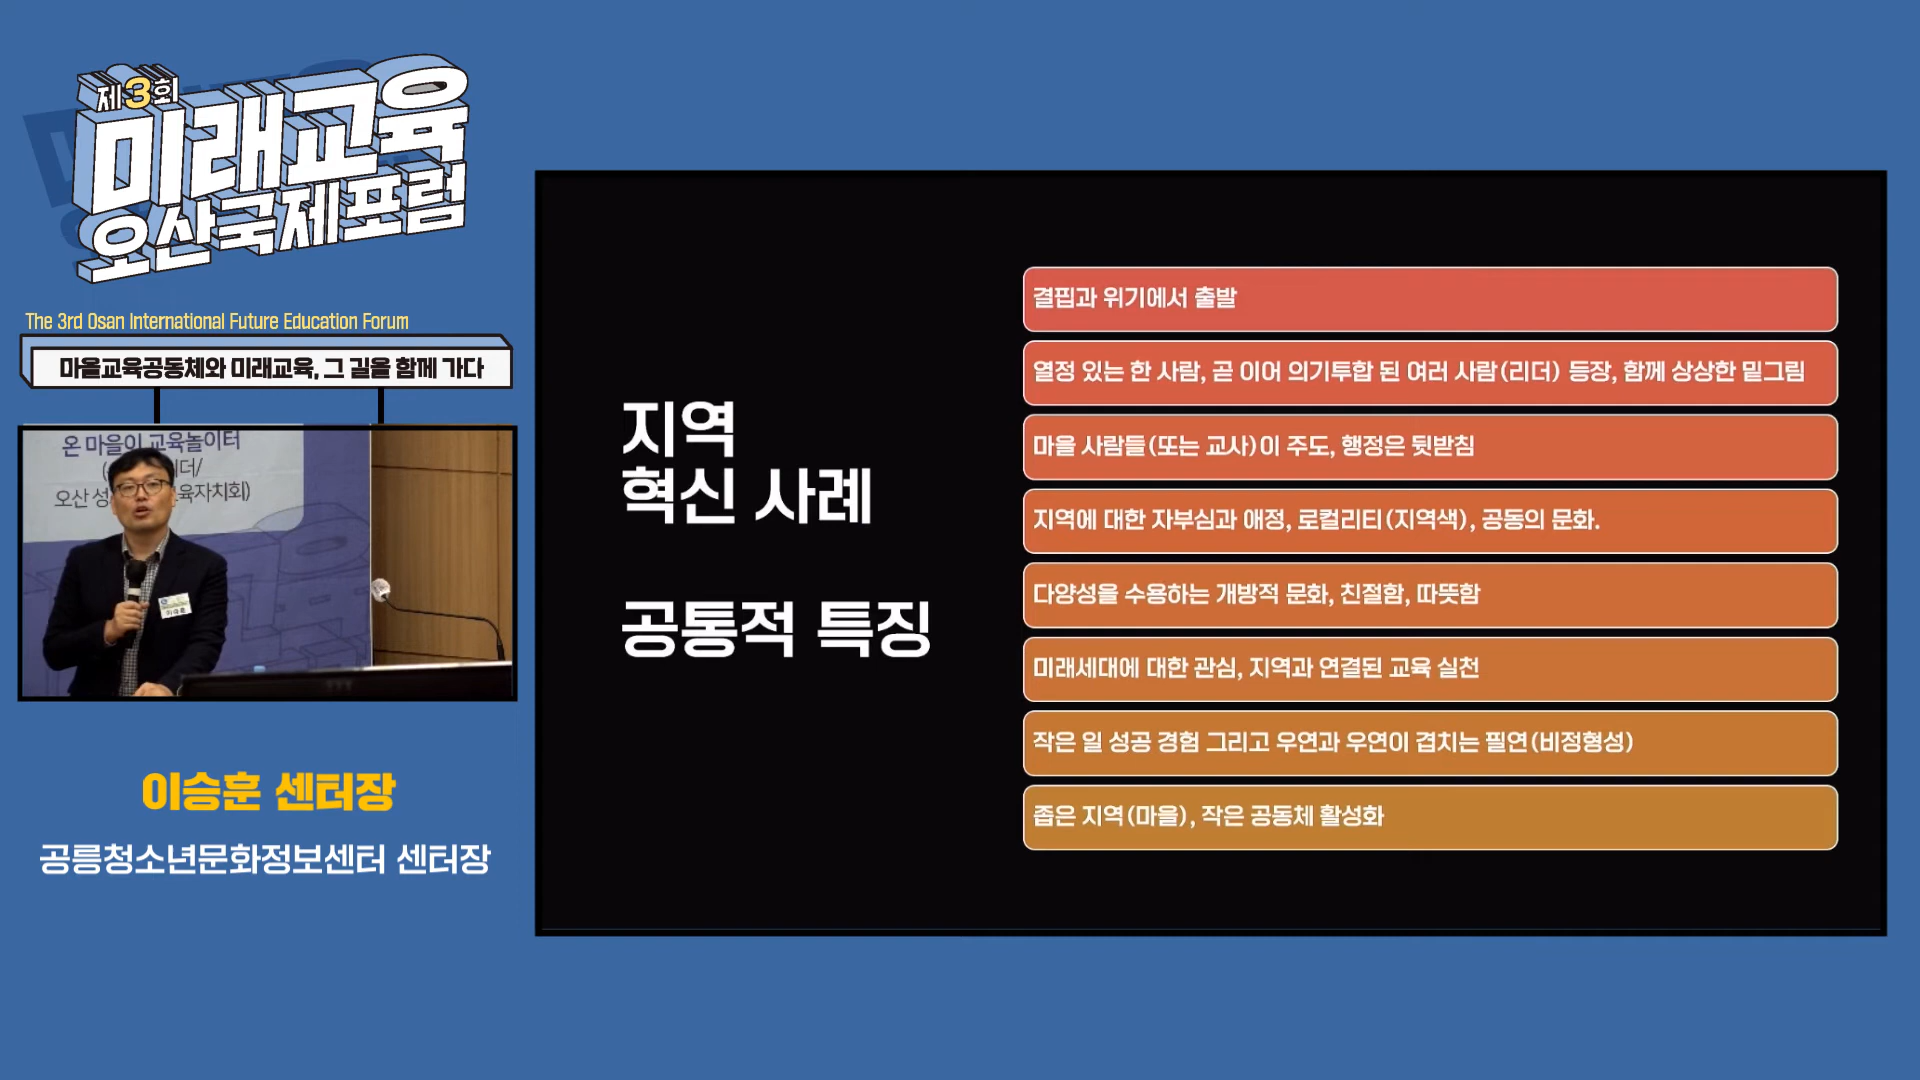 제3회
미래교육
오산국제포럼
The 3rd Osan International Future Education Forum
마을교육공동체와 미래교육, 그 길을 함께 가다
온 마을이 교육놀이터
더/
오산 성 육자치회)
이승훈 센터장
공릉청소년문화정보센터 센터장
지역
혁신 사례
공통적 특징
결핍과 위기에서 출발
열정 있는 한 사람, 곧 이어 의기투합 된 여러 사람(리더) 등장, 함께 상상한 밑그림
마을 사람들(또는 교사)이 주도, 행정은 뒷받침
지역에 대한 자부심과 애정, 로컬리티(지역색), 공동의 문화.
다양성을 수용하는 개방적 문화, 친절함, 따뜻함
미래세대에 대한 관심, 지역과 연결된 교육 실천
작은 일 성공 경험 그리고 우연과 우연이 겹치는 필연(비정형성)
좁은 지역(마을), 작은 공동체 활성화